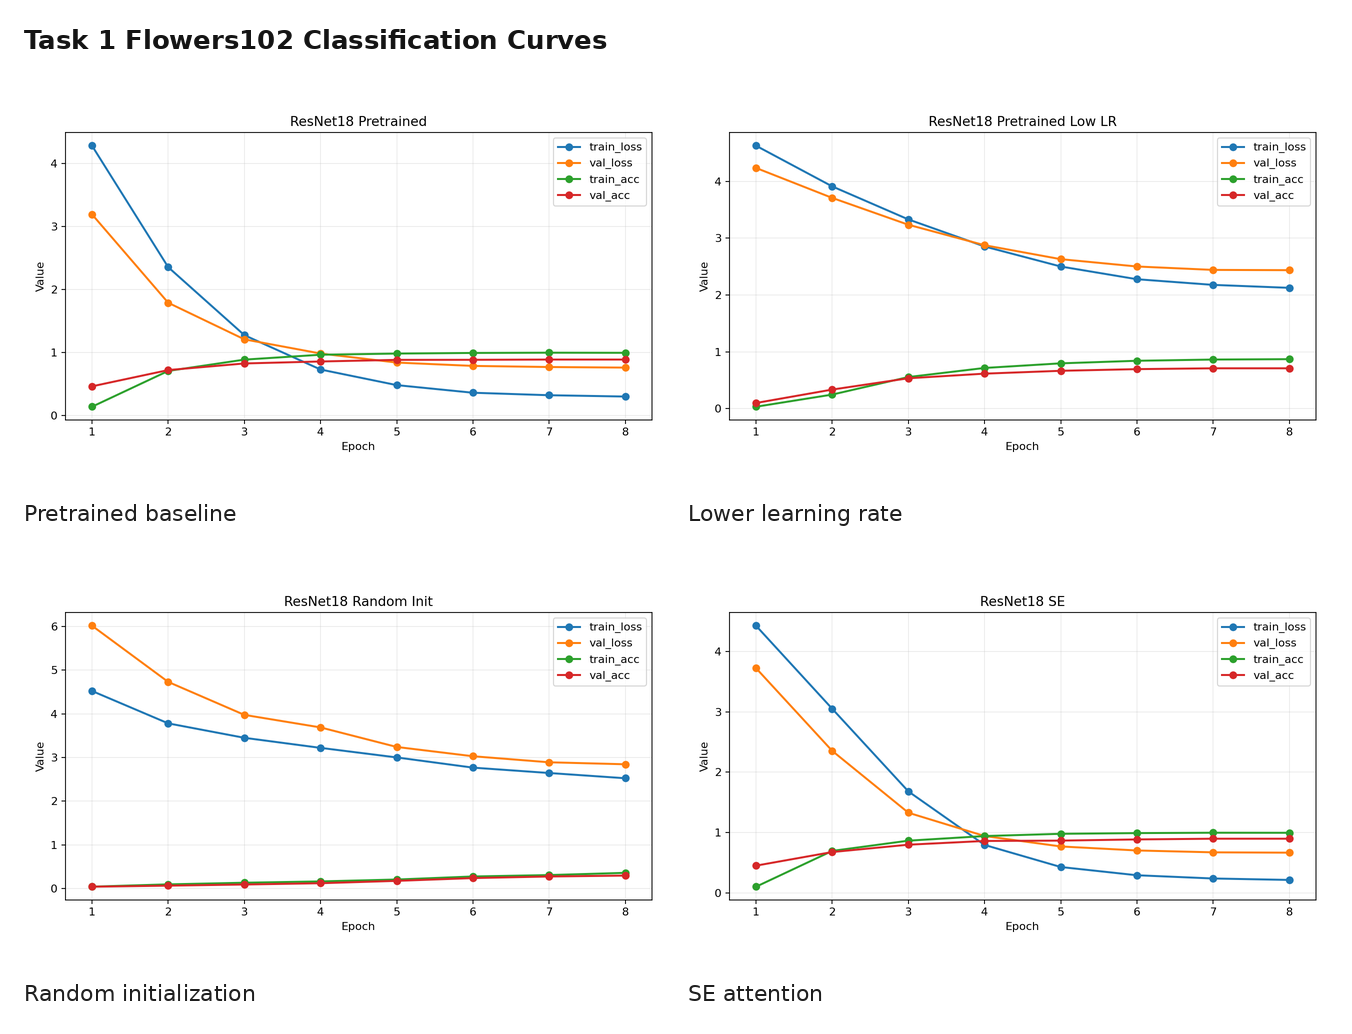 Task 1 Flowers102 Classification Curves
ResNet18 Pretrained
train_loss
val_loss
train_acc
val_acc
4
3
2
1
0
Value
1 2 3 4 5 6 7 8
Epoch
Pretrained baseline
ResNet18 Pretrained Low LR
train_loss
val_loss
train_acc
val_acc
4
3
2
1
0
Value
1 2 3 4 5 6 7 8
Epoch
Lower learning rate
ResNet18 Random Init
train_loss
val_loss
train_acc
val_acc
6
5
4
3
2
1
0
Value
1 2 3 4 5 6 7 8
Epoch
Random initialization
ResNet18 SE
train_loss
val_loss
train_acc
val_acc
4
3
2
1
0
Value
1 2 3 4 5 6 7 8
Epoch
SE attention